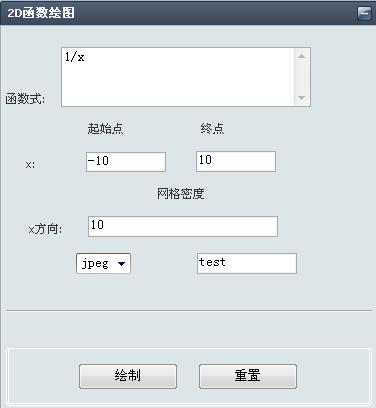 2D函数绘图
1/x
函数式:
起始点 终点
x: -10 10
网格密度
x方向: 10
jpeg test
绘制 重置